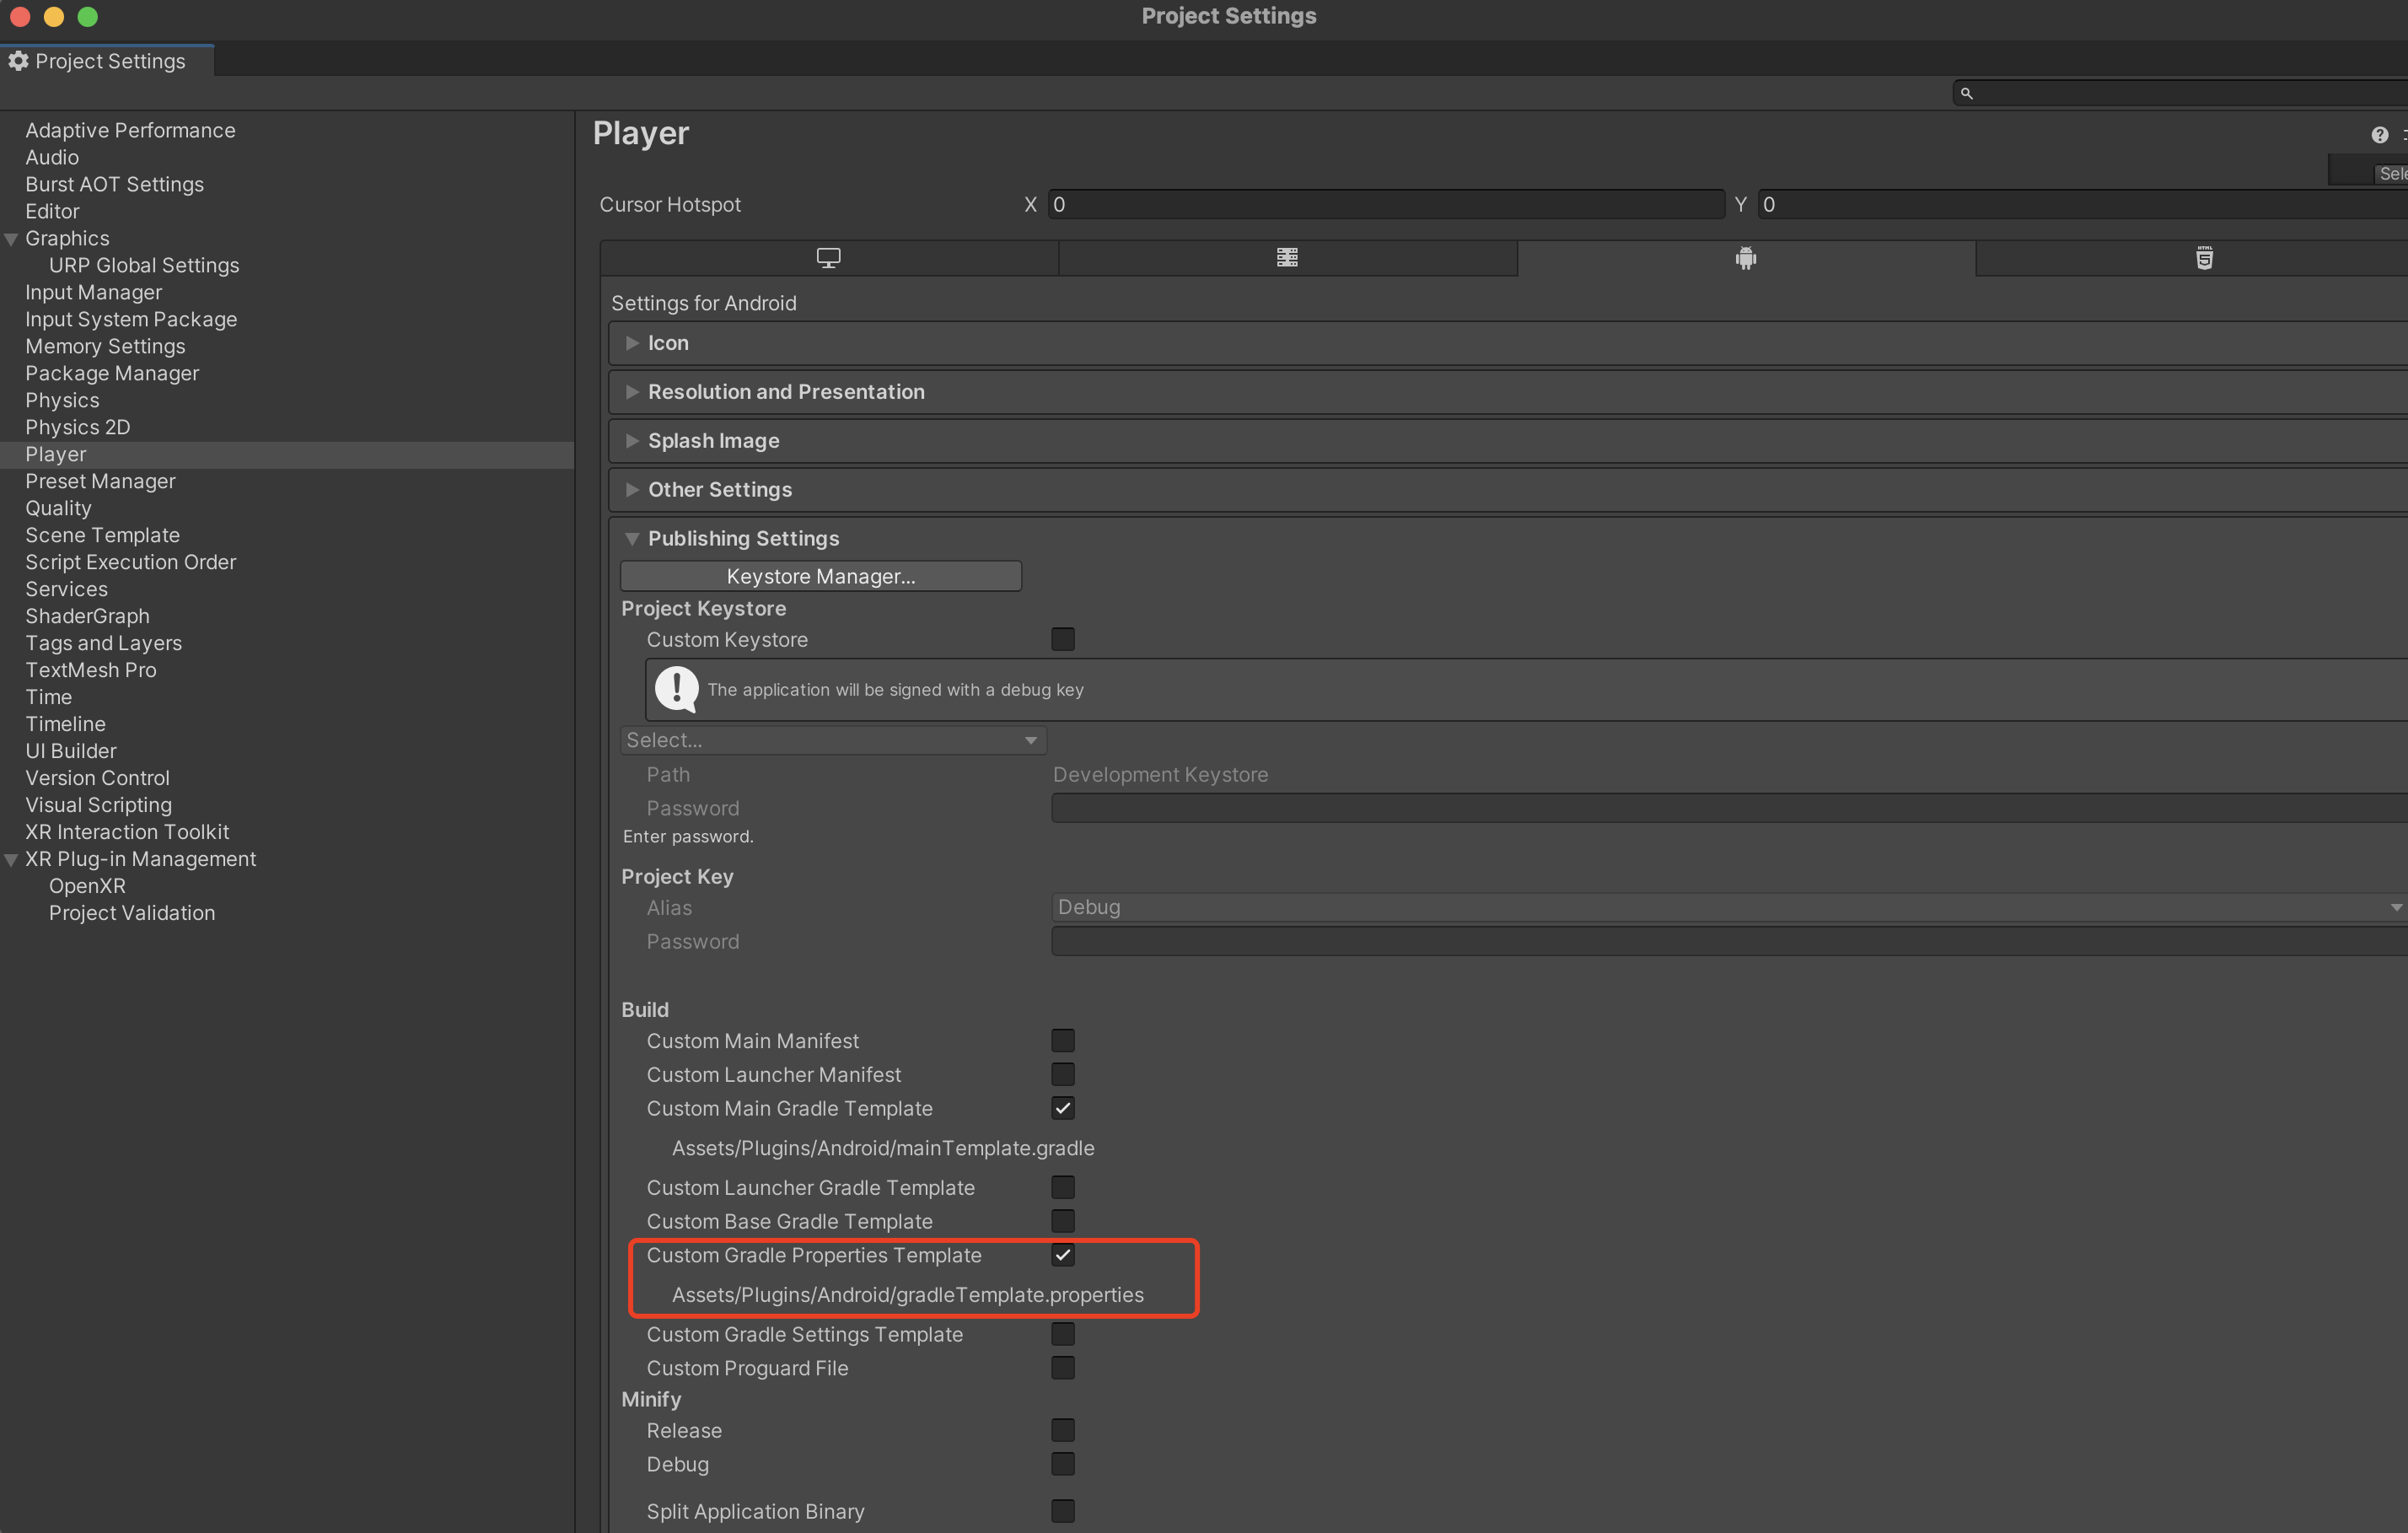 Project Settings
Project Settings
Adaptive Performance
Audio
Burst AOT Settings
Editor
Graphics
URP Global Settings
Input Manager
Input System Package
Memory Settings
Package Manager
Physics
Physics 2D
Player
Preset Manager
Quality
Scene Template
Script Execution Order
Services
ShaderGraph
Tags and Layers
TextMesh Pro
Time
Timeline
UI Builder
Version Control
Visual Scripting
XR Interaction Toolkit
XR Plug-in Management
OpenXR
Project Validation
Player
Sele
Cursor Hotspot X 0 Y 0
HTML 5
Settings for Android
Icon
Resolution and Presentation
Splash Image
Other Settings
Publishing Settings
Keystore Manager...
Project Keystore
Custom Keystore
The application will be signed with a debug key
Select...
Path Development Keystore
Password
Enter password.
Project Key
Alias Debug
Password
Build
Custom Main Manifest
Custom Launcher Manifest
Custom Main Gradle Template
Assets/Plugins/Android/mainTemplate.gradle
Custom Launcher Gradle Template
Custom Base Gradle Template
Custom Gradle Properties Template
Assets/Plugins/Android/gradleTemplate.properties
Custom Gradle Settings Template
Custom Proguard File
Minify
Release
Debug
Split Application Binary